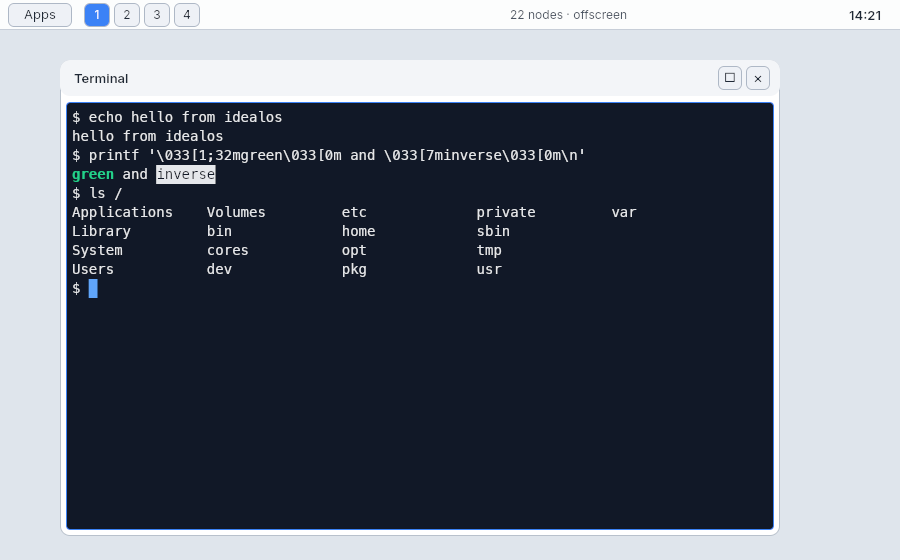 Apps 1 2 3 4 22 nodes · offscreen 14:21
Terminal
$ echo hello from idealos
hello from idealos
$ printf '\033[1;32mgreen\033[0m and \033[7minverse\033[0m\n'
green and inverse
$ ls /
Applications Volumes etc private var
Library bin home sbin
System cores opt tmp
Users dev pkg usr
$